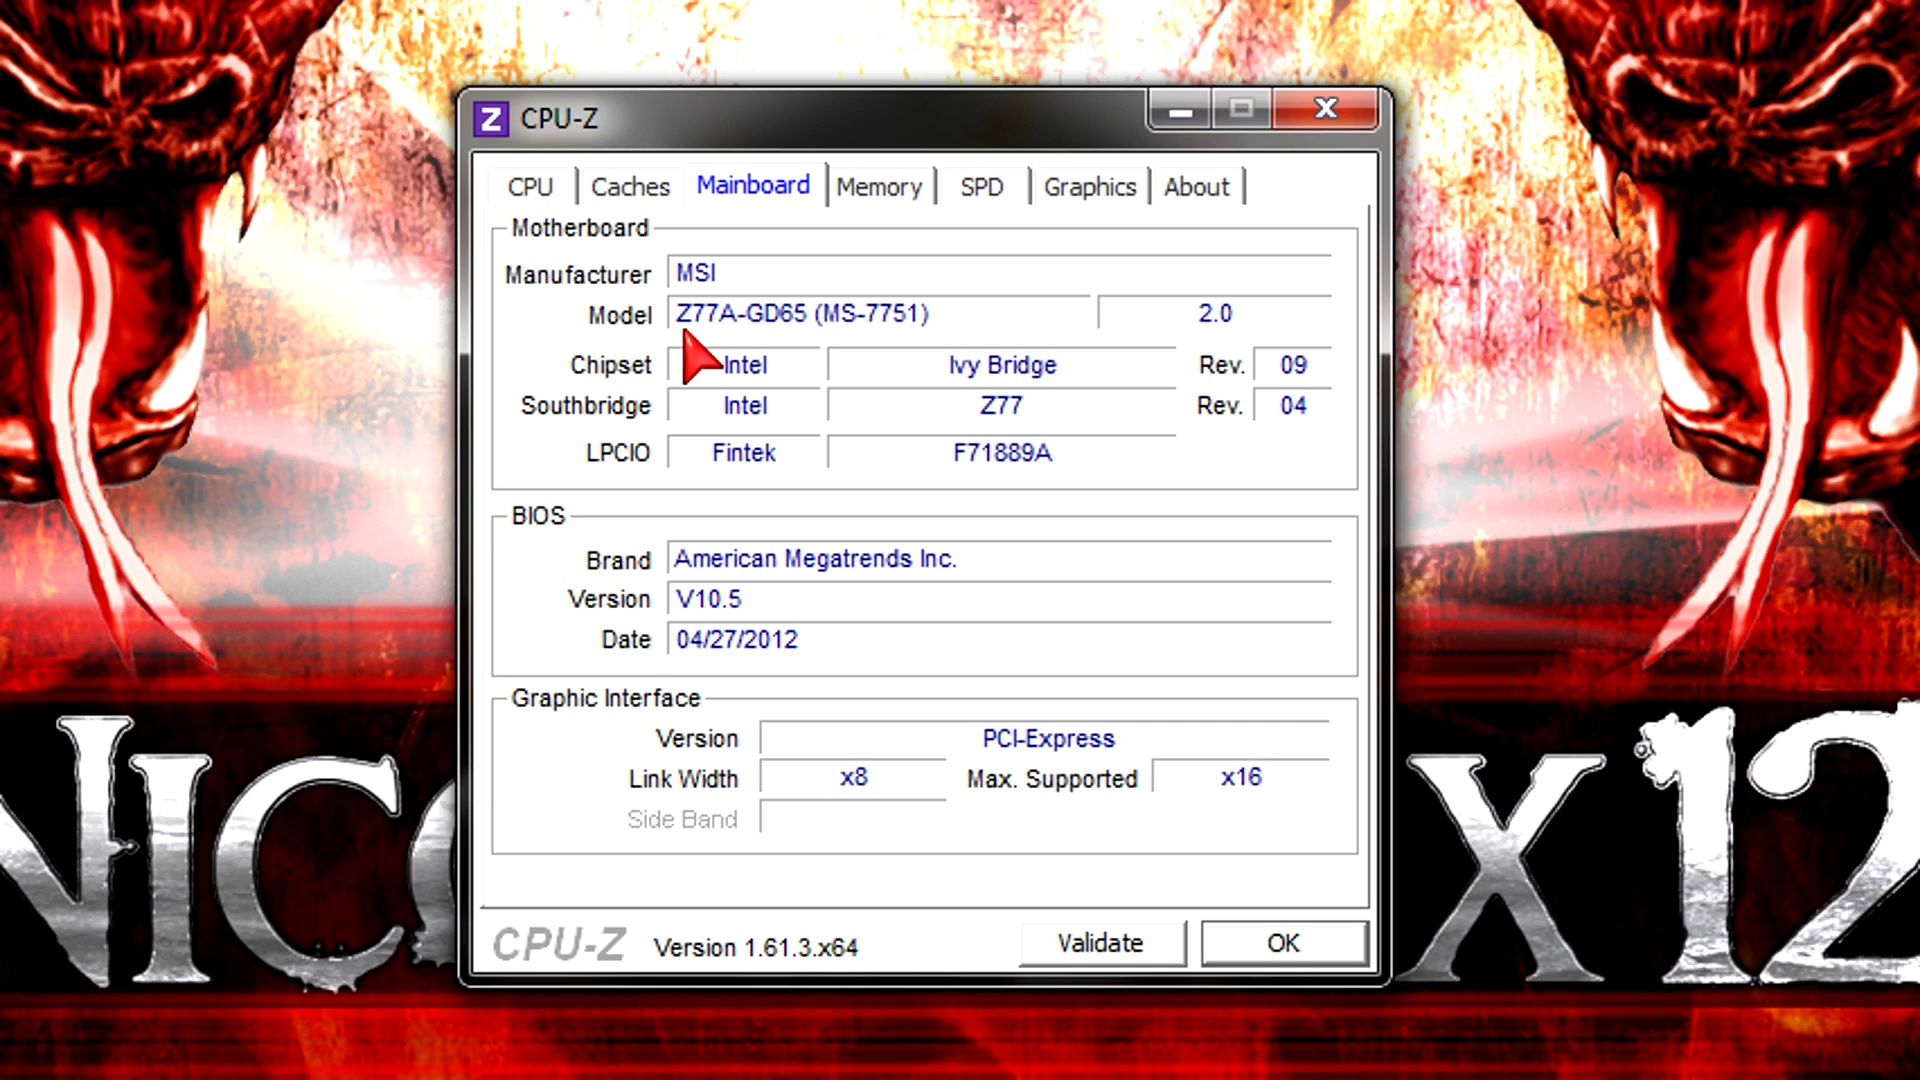 CPU-Z
CPU Caches Mainboard Memory SPD Graphics About
Motherboard
Manufacturer MSI
Model Z77A-GD65 (MS-7751) 2.0
Chipset Intel Ivy Bridge Rev. 09
Southbridge Intel Z77 Rev. 04
LPCIO Fintek F71889A
BIOS
Brand American Megatrends Inc.
Version V10.5
Date 04/27/2012
Graphic Interface
Version PCI-Express
Link Width x8 Max. Supported x16
Side Band
CPU-Z Version 1.61.3.x64 Validate OK
NIC
X12